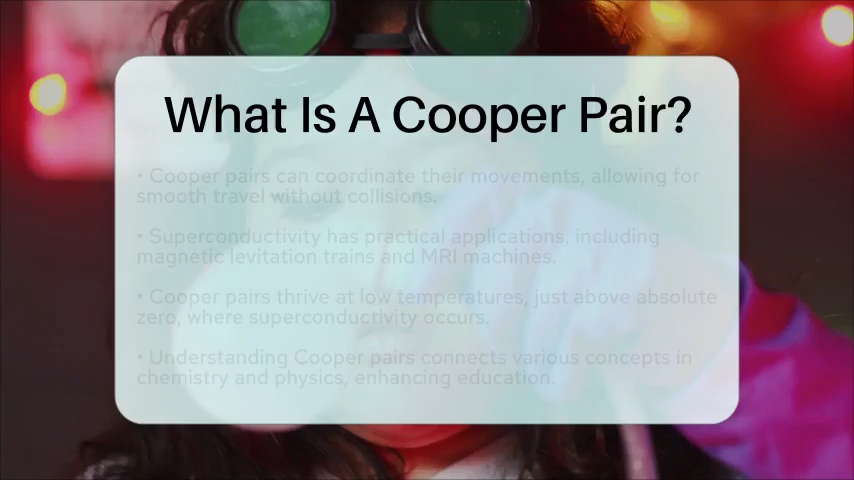 What Is A Cooper Pair?
• Cooper pairs can coordinate their movements, allowing for
smooth travel without collisions.
• Superconductivity has practical applications, including
magnetic levitation trains and MRI machines.
• Cooper pairs thrive at low temperatures, just above absolute
zero, where superconductivity occurs.
• Understanding Cooper pairs connects various concepts in
chemistry and physics, enhancing education.